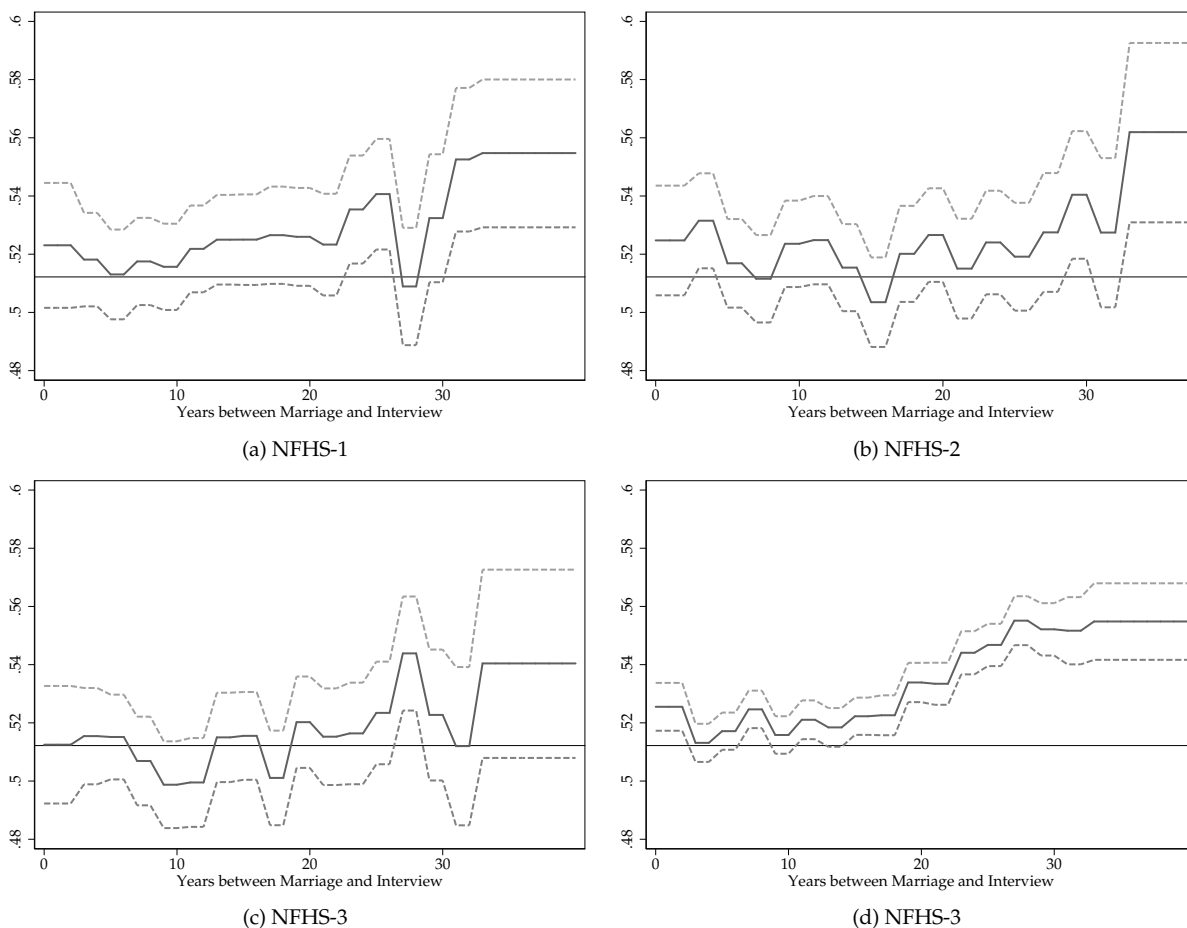 .6 .58 .56 .54 .52 .5 .48
0 10 20 30
Years between Marriage and Interview
(a) NFHS-1
.6 .58 .56 .54 .52 .5 .48
0 10 20 30
Years between Marriage and Interview
(b) NFHS-2
.6 .58 .56 .54 .52 .5 .48
0 10 20 30
Years between Marriage and Interview
(c) NFHS-3
.6 .58 .56 .54 .52 .5 .48
0 10 20 30
Years between Marriage and Interview
(d) NFHS-3